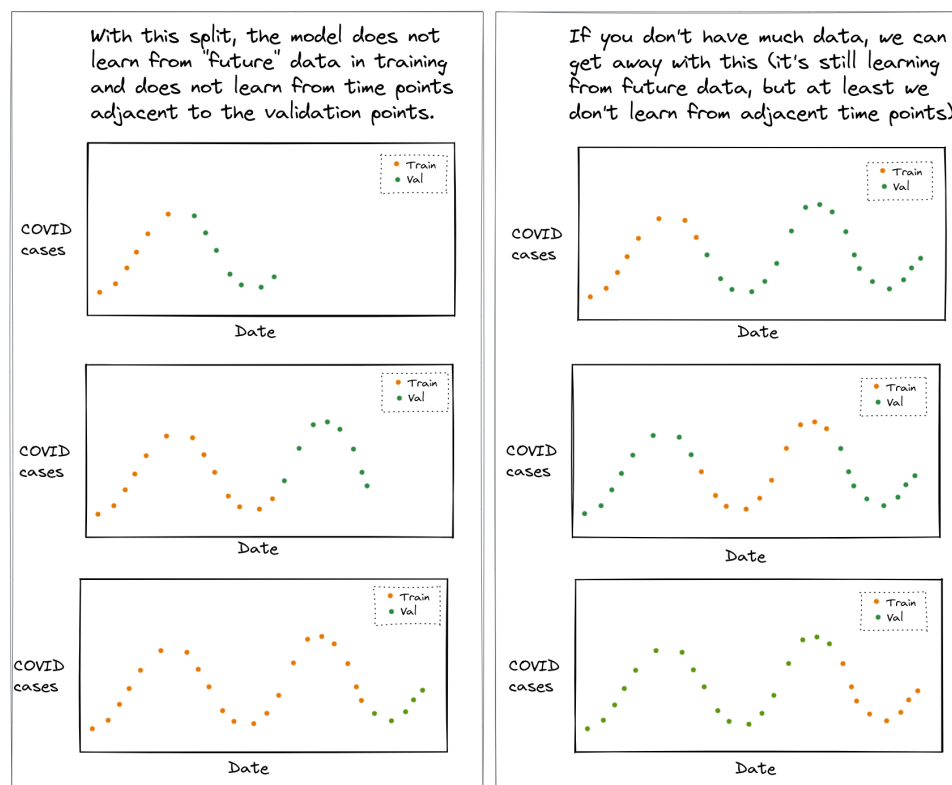 With this split, the model does not
learn from "future" data in training
and does not learn from time points
adjacent to the validation points.
Train
Val
COVID
cases
Date
Train
Val
COVID
cases
Date
Train
Val
COVID
cases
Date
If you don't have much data, we can
get away with this (it's still learning
from future data, but at least we
don't learn from adjacent time points)
Train
Val
COVID
cases
Date
Train
Val
COVID
cases
Date
Train
Val
COVID
cases
Date